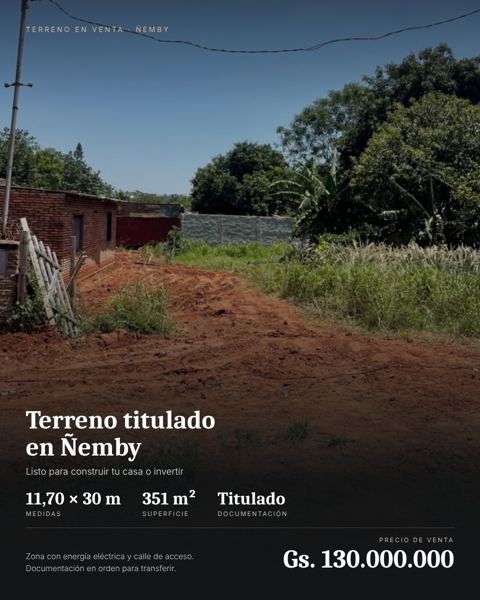 TERRENO EN VENTA · ÑEMBY
Terreno titulado
en Ñemby
Listo para construir tu casa o invertir
11,70 × 30 m 351 m² Titulado
MEDIDAS SUPERFICIE DOCUMENTACIÓN
PRECIO DE VENTA
Zona con energía eléctrica y calle de acceso.
Documentación en orden para transferir.
Gs. 130.000.000